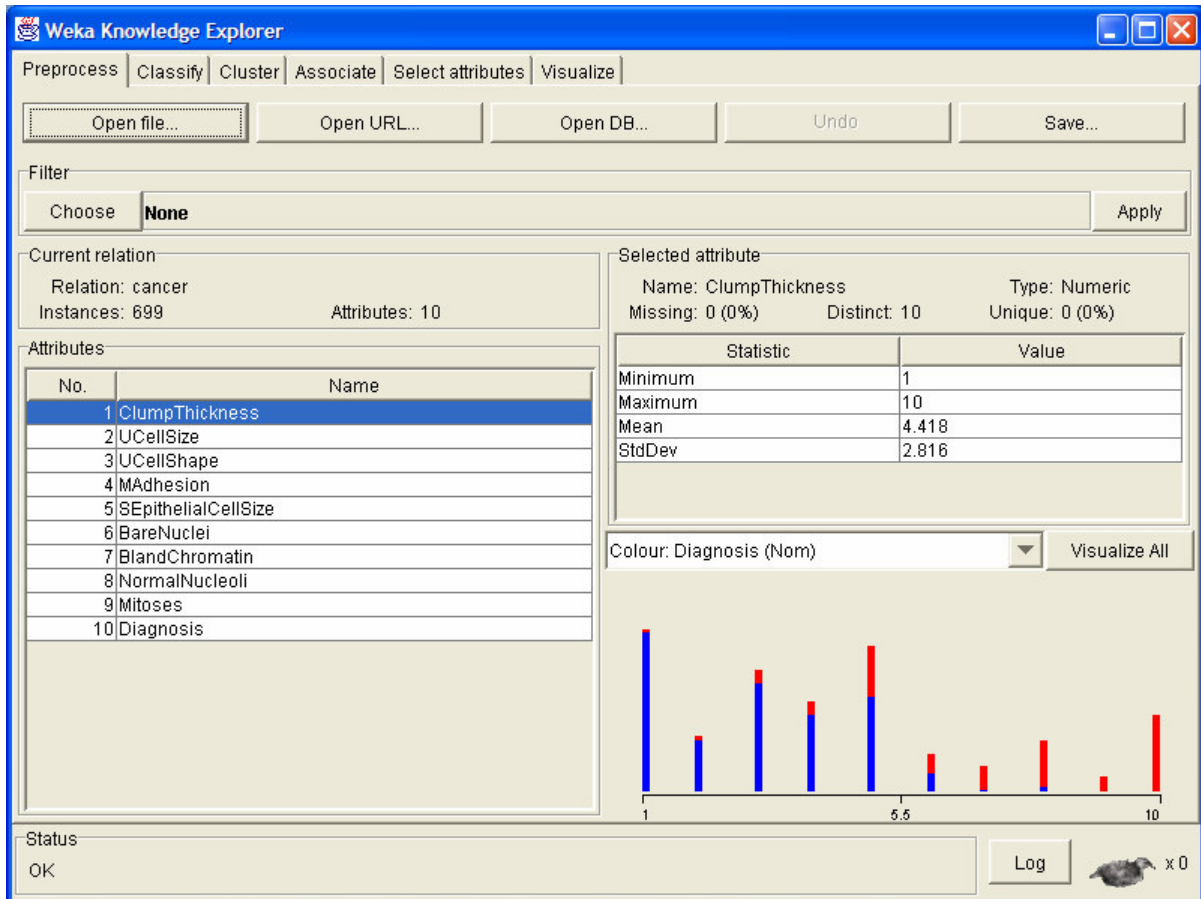 Weka Knowledge Explorer
Preprocess Classify Cluster Associate Select attributes Visualize
Open file... Open URL... Open DB... Undo Save...
Filter
Choose None Apply
Current relation
Relation: cancer
Instances: 699 Attributes: 10
Attributes
No. Name
1 ClumpThickness
2 UCellSize
3 UCellShape
4 MAdhesion
5 SEpithelialCellSize
6 BareNuclei
7 BlandChromatin
8 NormalNucleoli
9 Mitoses
10 Diagnosis
Selected attribute
Name: ClumpThickness Type: Numeric
Missing: 0 (0%) Distinct: 10 Unique: 0 (0%)
Statistic Value
Minimum 1
Maximum 10
Mean 4.418
StdDev 2.816
Colour: Diagnosis (Nom) Visualize All
1 5.5 10
Status
OK Log x 0